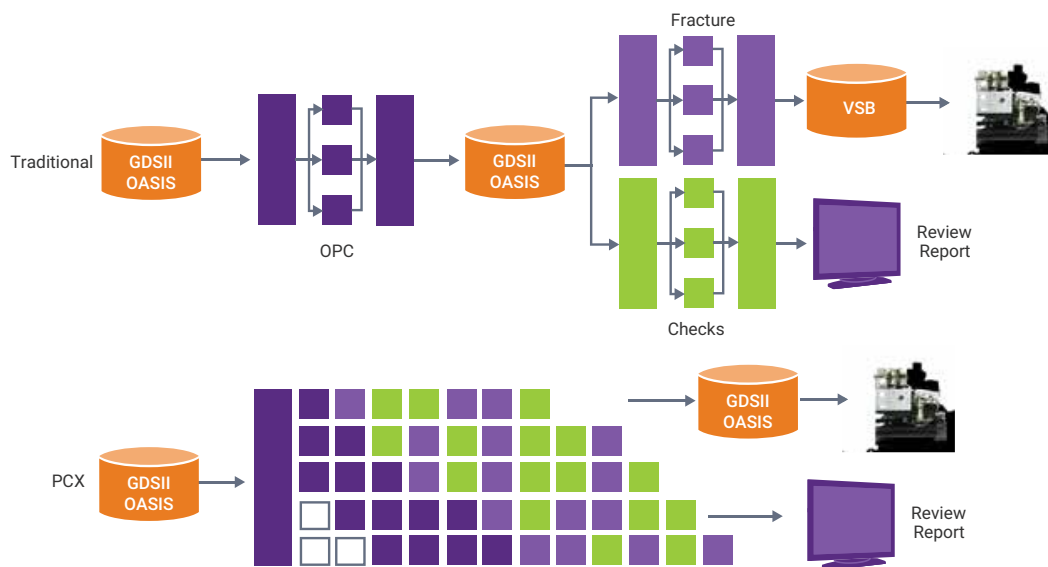 Fracture
Traditional
GDSII
OASIS
GDSII
OASIS
VSB
OPC
Review
Report
Checks
PCX
GDSII
OASIS
GDSII
OASIS
Review
Report